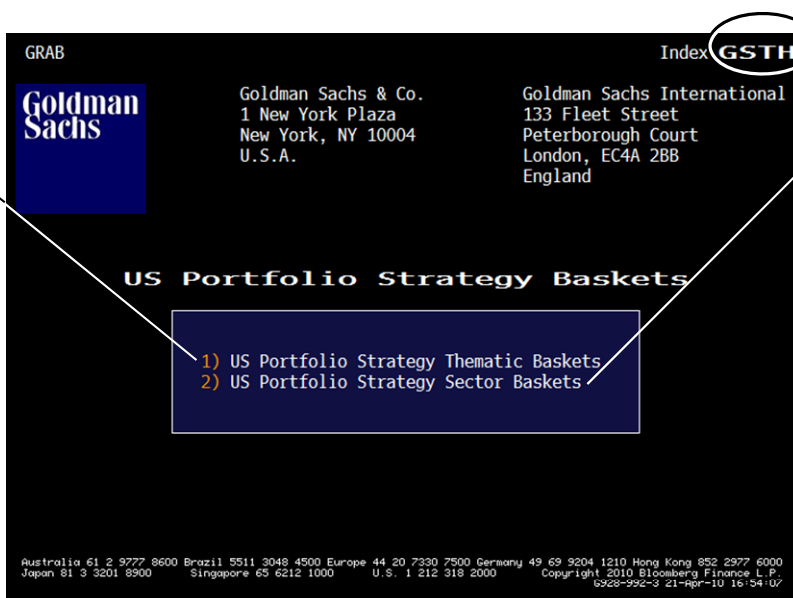 GRAB
Index GSTH
Goldman
Sachs
Goldman Sachs & Co.
1 New York Plaza
New York, NY 10004
U.S.A.
Goldman Sachs International
133 Fleet Street
Peterborough Court
London, EC4A 2BB
England
US Portfolio Strategy Baskets
1) US Portfolio Strategy Thematic Baskets
2) US Portfolio Strategy Sector Baskets
Australia 61 2 9777 8600 Brazil 5511 3048 4500 Europe 44 20 7330 7500 Germany 49 69 9204 1210 Hong Kong 852 2977 6000
Japan 81 3 3201 8900 Singapore 65 6212 1000 U.S. 1 212 318 2000 Copyright 2010 Bloomberg Finance L.P.
G928-992-3 21-Apr-10 16:54:07